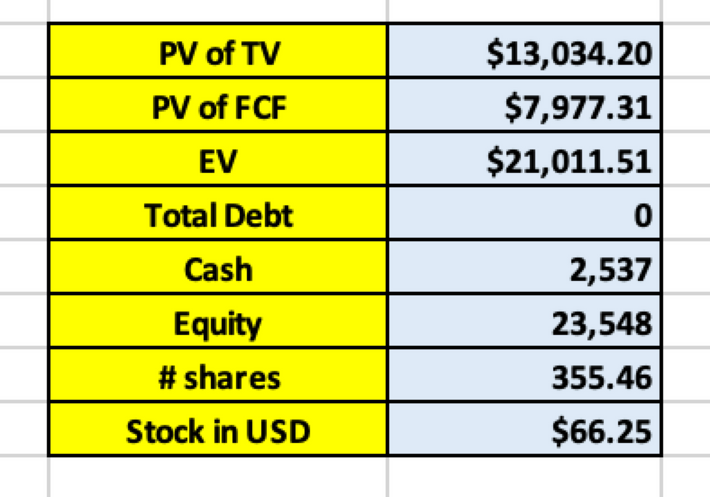 PV of TV $13,034.20
PV of FCF $7,977.31
EV $21,011.51
Total Debt 0
Cash 2,537
Equity 23,548
# shares 355.46
Stock in USD $66.25